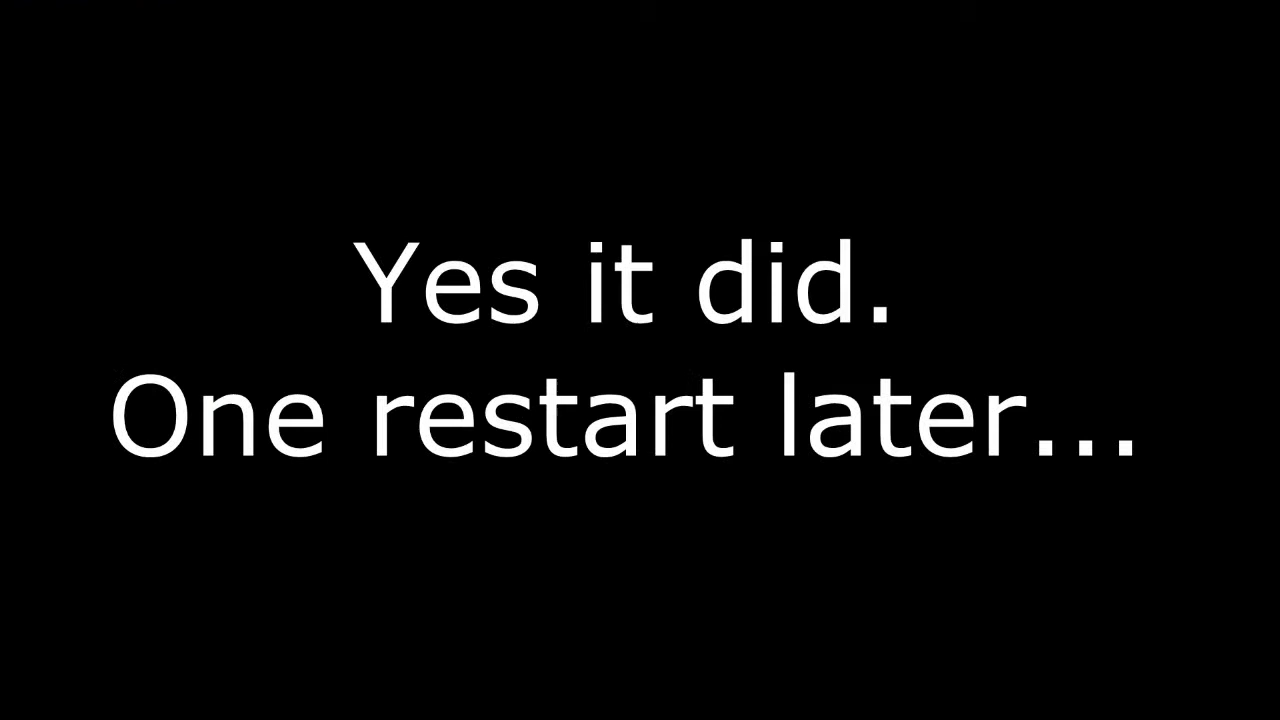 Yes it did.
One restart later...